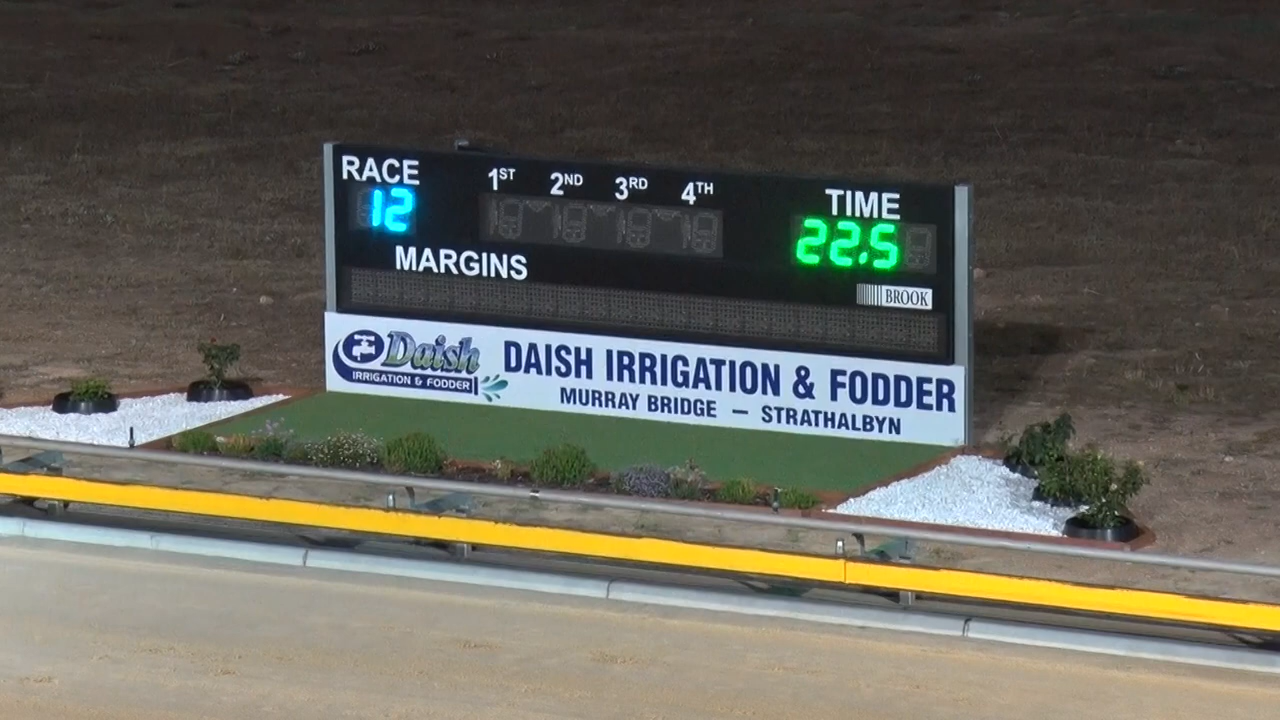 RACE 1ST 2ND 3RD 4TH TIME
12 22.5
MARGINS
BROOK
Daish
IRRIGATION & FODDER
DAISH IRRIGATION & FODDER
MURRAY BRIDGE — STRATHALBYN